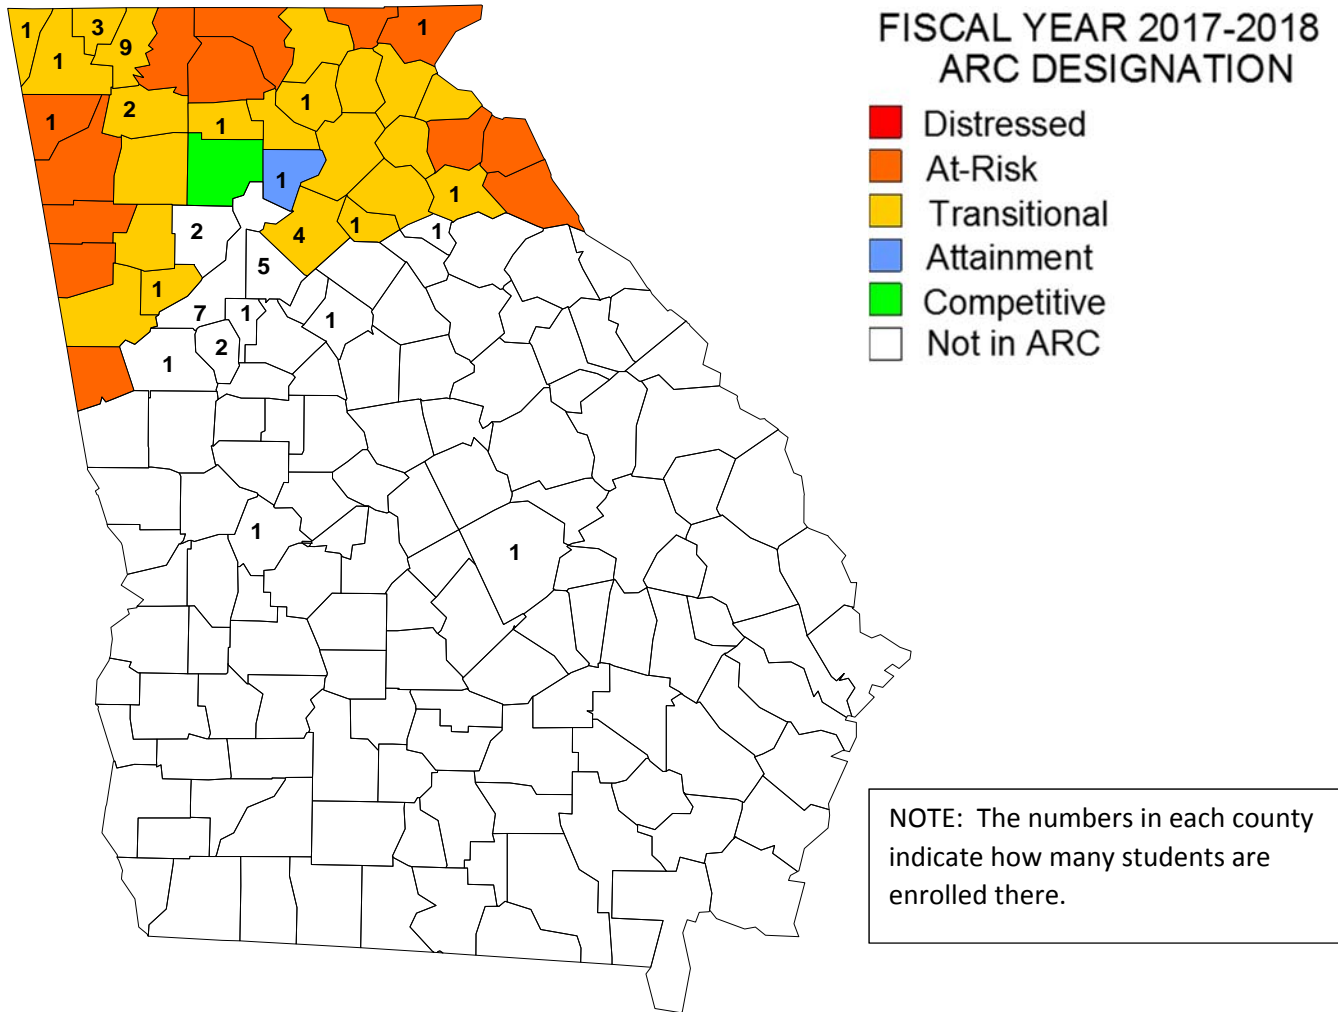 FISCAL YEAR 2017-2018
ARC DESIGNATION
Distressed
At-Risk
Transitional
Attainment
Competitive
Not in ARC
1
3
9
1
1
1
2
1
1
1
1
2
4
1
1
5
1
7
1
1
2
1
1
1
NOTE:  The numbers in each county
indicate how many students are
enrolled there.